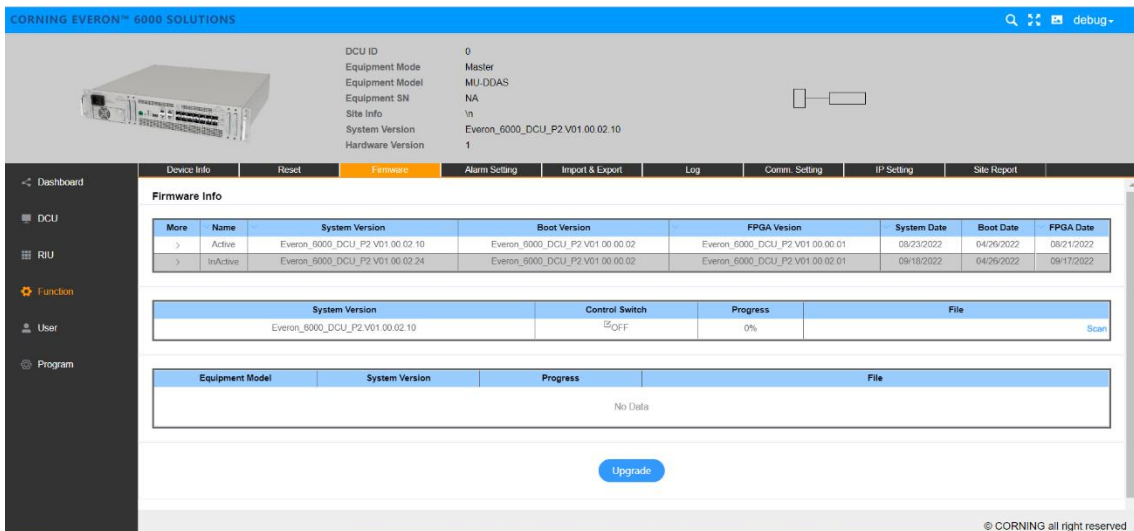 CORNING EVERON™ 6000 SOLUTIONS
debug
DCU ID 0
Equipment Mode Master
Equipment Model MU-DDAS
Equipment SN NA
Site Info \n
System Version Everon_6000_DCU_P2.V01.00.02.10
Hardware Version 1
Device Info Reset Firmware Alarm Setting Import & Export Log Comm. Setting IP Setting Site Report
Dashboard
DCU
RIU
Function
User
Program
Firmware Info
More Name System Version Boot Version FPGA Vesion System Date Boot Date FPGA Date
> Active Everon_6000_DCU_P2.V01.00.02.10 Everon_6000_DCU_P2.V01.00.00.02 Everon_6000_DCU_P2.V01.00.00.01 08/23/2022 04/26/2022 08/21/2022
> InActive Everon_6000_DCU_P2.V01.00.02.24 Everon_6000_DCU_P2.V01.00.00.02 Everon_6000_DCU_P2.V01.00.02.01 09/18/2022 04/26/2022 09/17/2022
System Version Control Switch Progress File
Everon_6000_DCU_P2.V01.00.02.10 OFF 0% Scan
Equipment Model System Version Progress File
No Data
Upgrade
© CORNING all right reserved